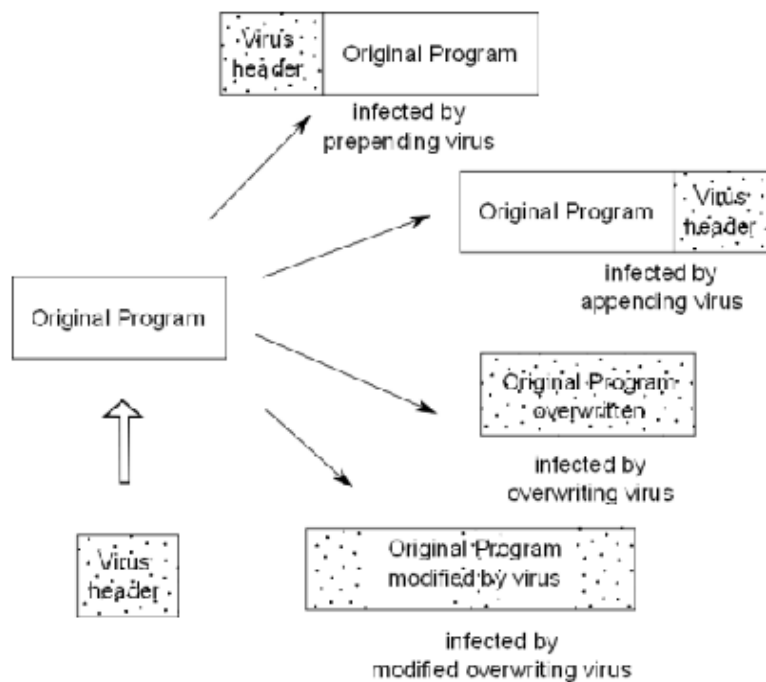 Virus
header
Original Program
infected by
prepending virus
Original Program
Virus
header
infected by
appencing virus
Original Program
Original Program
overwritten
infected by
overwriting virus
Virus
header
Original Program
modified by virus
infected by
modified overwriting virus